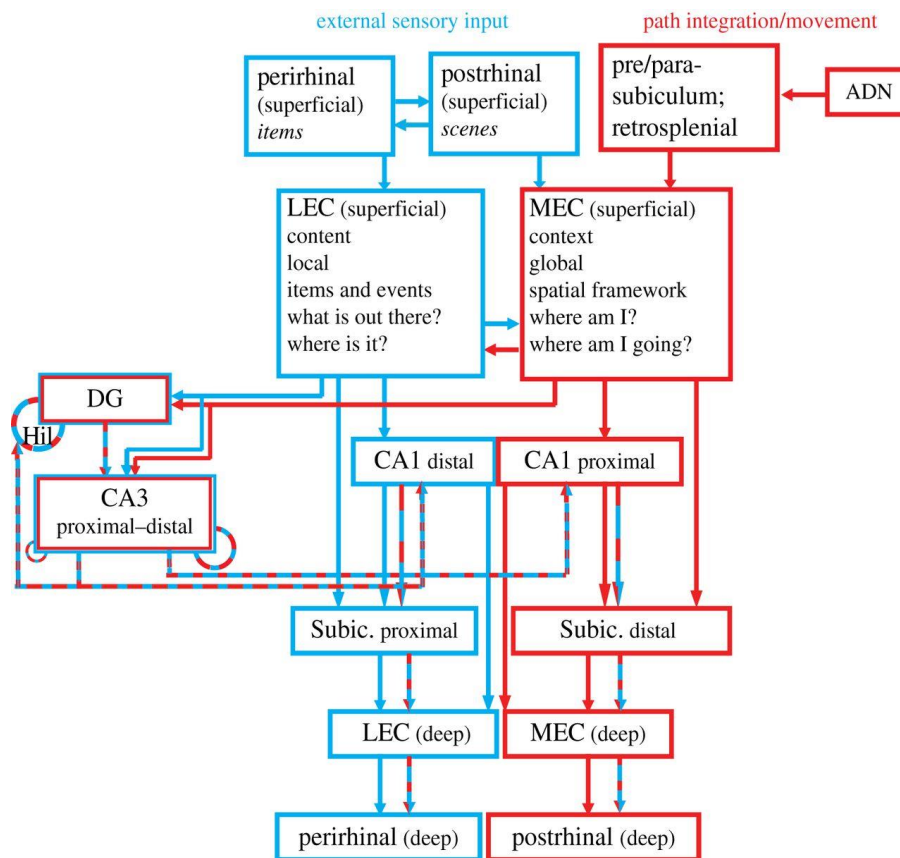 external sensory input
path integration/movement
perirhinal
(superficial)
items
postrhinal
(superficial)
scenes
pre/para-
subiculum;
retrosplenial
ADN
LEC (superficial)
content
local
items and events
what is out there?
where is it?
MEC (superficial)
context
global
spatial framework
where am I?
where am I going?
DG
Hil
CA3
proximal–distal
CA1 distal
CA1 proximal
Subic. proximal
Subic. distal
LEC (deep)
MEC (deep)
perirhinal (deep)
postrhinal (deep)